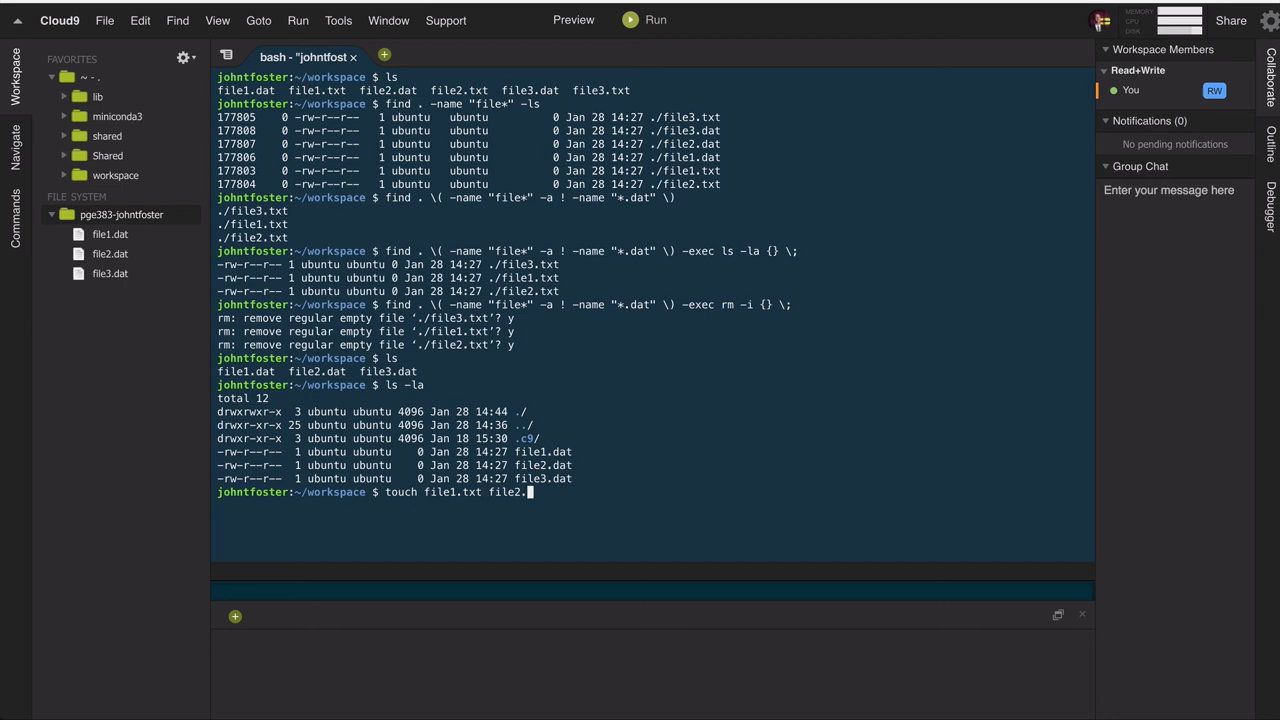 Cloud9 File Edit Find View Goto Run Tools Window Support Preview Run MEMORY CPU DISK Share
Workspace
Navigate
Commands
FAVORITES
~ - .
lib
miniconda3
shared
Shared
workspace
FILE SYSTEM
pge383-johntfoster
file1.dat
file2.dat
file3.dat
bash - "johntfost ×
johntfoster:~/workspace $ ls
file1.dat  file1.txt  file2.dat  file2.txt  file3.dat  file3.txt
johntfoster:~/workspace $ find . -name "file*" -ls
177805    0 -rw-r--r--   1 ubuntu   ubuntu          0 Jan 28 14:27 ./file3.txt
177808    0 -rw-r--r--   1 ubuntu   ubuntu          0 Jan 28 14:27 ./file3.dat
177807    0 -rw-r--r--   1 ubuntu   ubuntu          0 Jan 28 14:27 ./file2.dat
177806    0 -rw-r--r--   1 ubuntu   ubuntu          0 Jan 28 14:27 ./file1.dat
177803    0 -rw-r--r--   1 ubuntu   ubuntu          0 Jan 28 14:27 ./file1.txt
177804    0 -rw-r--r--   1 ubuntu   ubuntu          0 Jan 28 14:27 ./file2.txt
johntfoster:~/workspace $ find . \( -name "file*" -a ! -name "*.dat" \)
./file3.txt
./file1.txt
./file2.txt
johntfoster:~/workspace $ find . \( -name "file*" -a ! -name "*.dat" \) -exec ls -la {} \;
-rw-r--r-- 1 ubuntu ubuntu 0 Jan 28 14:27 ./file3.txt
-rw-r--r-- 1 ubuntu ubuntu 0 Jan 28 14:27 ./file1.txt
-rw-r--r-- 1 ubuntu ubuntu 0 Jan 28 14:27 ./file2.txt
johntfoster:~/workspace $ find . \( -name "file*" -a ! -name "*.dat" \) -exec rm -i {} \;
rm: remove regular empty file ‘./file3.txt’? y
rm: remove regular empty file ‘./file1.txt’? y
rm: remove regular empty file ‘./file2.txt’? y
johntfoster:~/workspace $ ls
file1.dat  file2.dat  file3.dat
johntfoster:~/workspace $ ls -la
total 12
drwxrwxr-x  3 ubuntu ubuntu 4096 Jan 28 14:44 ./
drwxr-xr-x 25 ubuntu ubuntu 4096 Jan 28 14:36 ../
drwxr-xr-x  3 ubuntu ubuntu 4096 Jan 18 15:30 .c9/
-rw-r--r--  1 ubuntu ubuntu    0 Jan 28 14:27 file1.dat
-rw-r--r--  1 ubuntu ubuntu    0 Jan 28 14:27 file2.dat
-rw-r--r--  1 ubuntu ubuntu    0 Jan 28 14:27 file3.dat
johntfoster:~/workspace $ touch file1.txt file2.
Workspace Members
Read+Write
You RW
Notifications (0)
No pending notifications
Group Chat
Enter your message here
Collaborate
Outline
Debugger